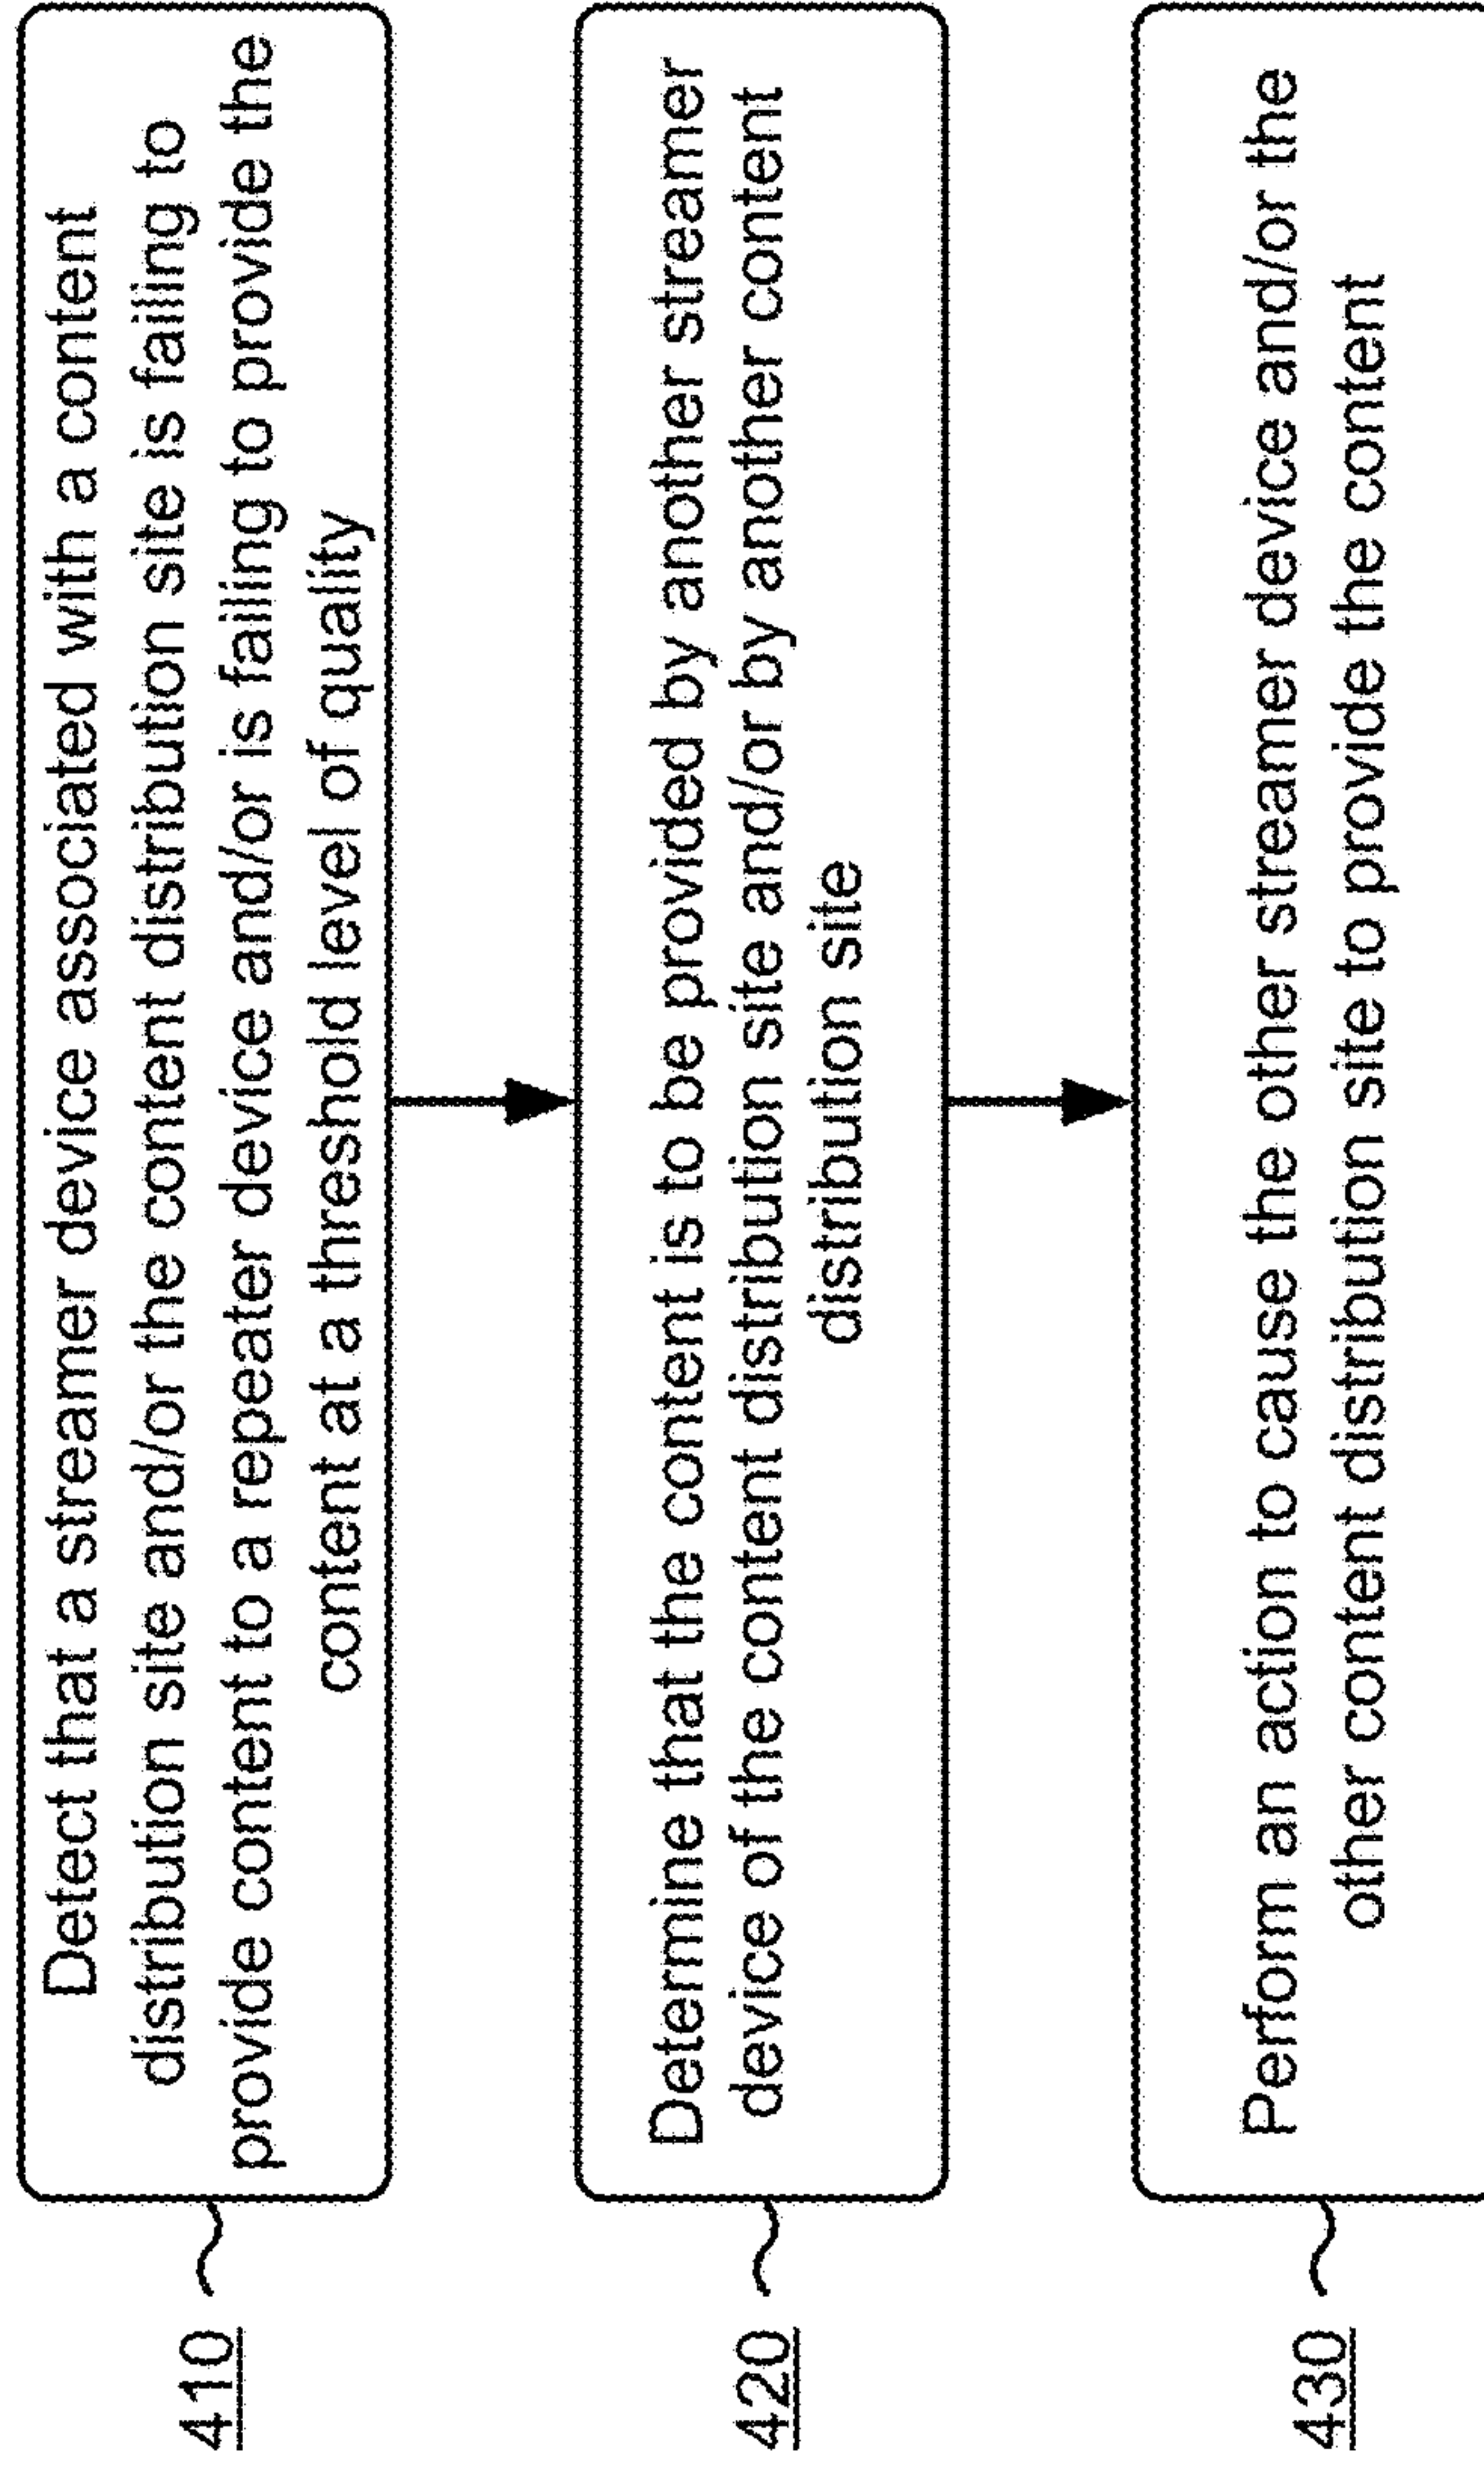 410
Detect that a streamer device associated with a content
distribution site and/or the content distribution site is failing to
provide content to a repeater device and/or is failing to provide the
content at a threshold level of quality
420
Determine that the content is to be provided by another streamer
device of the content distribution site and/or by another content
distribution site
430
Perform an action to cause the other streamer device and/or the
other content distribution site to provide the content